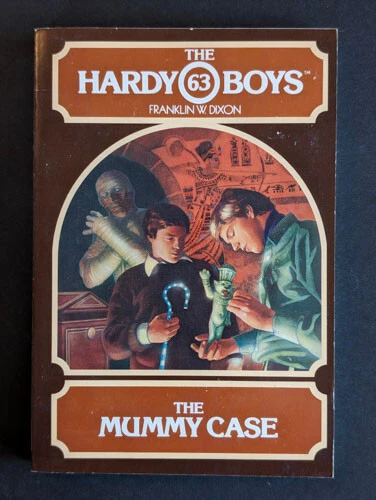 THE
HARDY 63 BOYS™
FRANKLIN W. DIXON
THE
MUMMY CASE